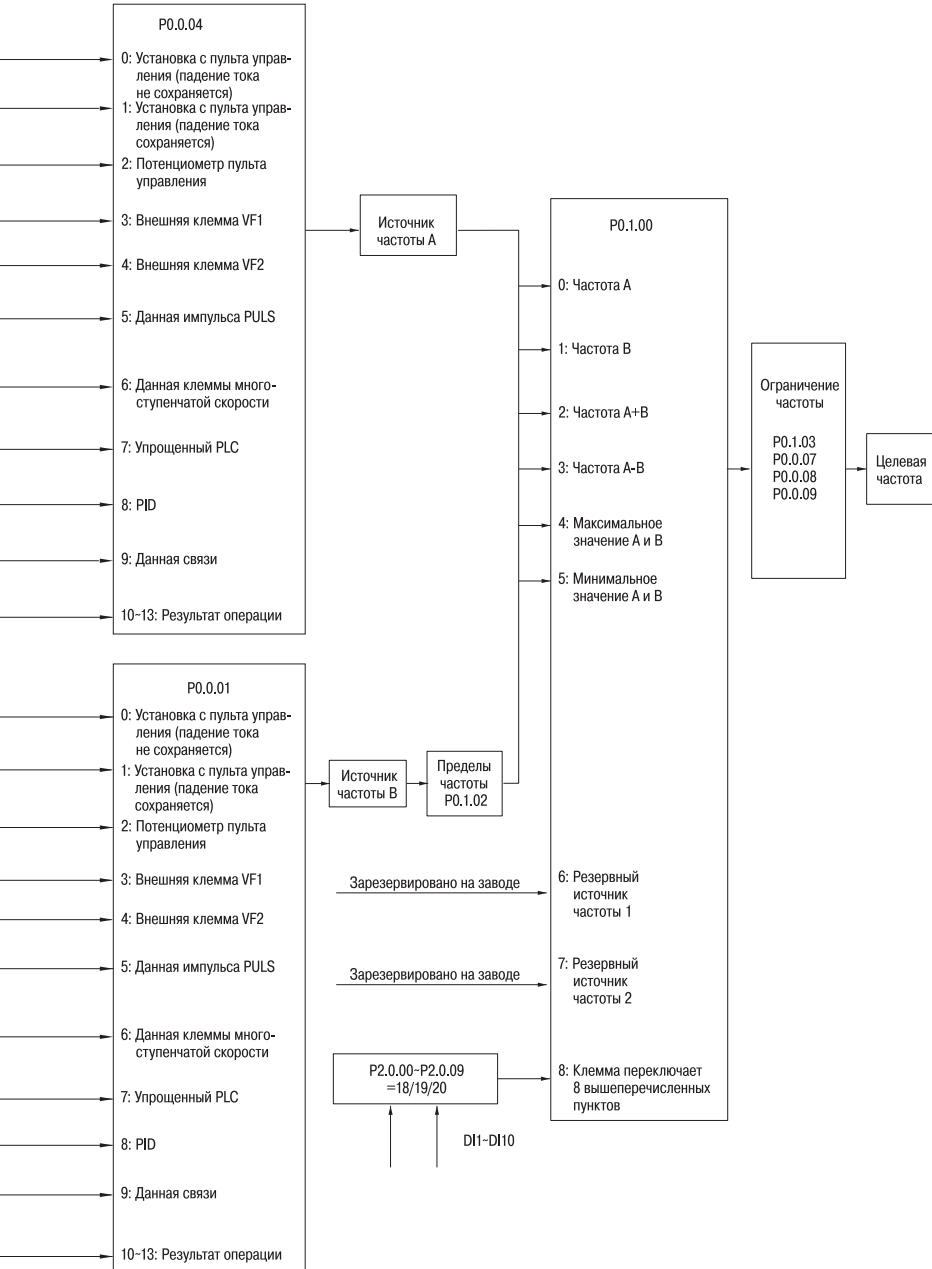 P0.0.04
0: Установка с пульта управ-
ления (падение тока
не сохраняется)
1: Установка с пульта управ-
ления (падение тока
сохраняется)
2: Потенциометр пульта
управления
3: Внешняя клемма VF1
4: Внешняя клемма VF2
5: Данная импульса PULS
6: Данная клеммы много-
ступенчатой скорости
7: Упрощенный PLC
8: PID
9: Данная связи
10~13: Результат операции
Источник
частоты А
P0.0.01
0: Установка с пульта управ-
ления (падение тока
не сохраняется)
1: Установка с пульта управ-
ления (падение тока
сохраняется)
2: Потенциометр пульта
управления
3: Внешняя клемма VF1
4: Внешняя клемма VF2
5: Данная импульса PULS
6: Данная клеммы много-
ступенчатой скорости
7: Упрощенный PLC
8: PID
9: Данная связи
10~13: Результат операции
Источник
частоты В
Пределы
частоты
P0.1.02
P0.1.00
0: Частота А
1: Частота В
2: Частота А+В
3: Частота А-В
4: Максимальное
значение А и В
5: Минимальное
значение А и В
Зарезервировано на заводе
6: Резервный
источник
частоты 1
Зарезервировано на заводе
7: Резервный
источник
частоты 2
P2.0.00~P2.0.09
=18/19/20
DI1~DI10
8: Клемма переключает
8 вышеперечисленных
пунктов
Ограничение
частоты
P0.1.03
P0.0.07
P0.0.08
P0.0.09
Целевая
частота